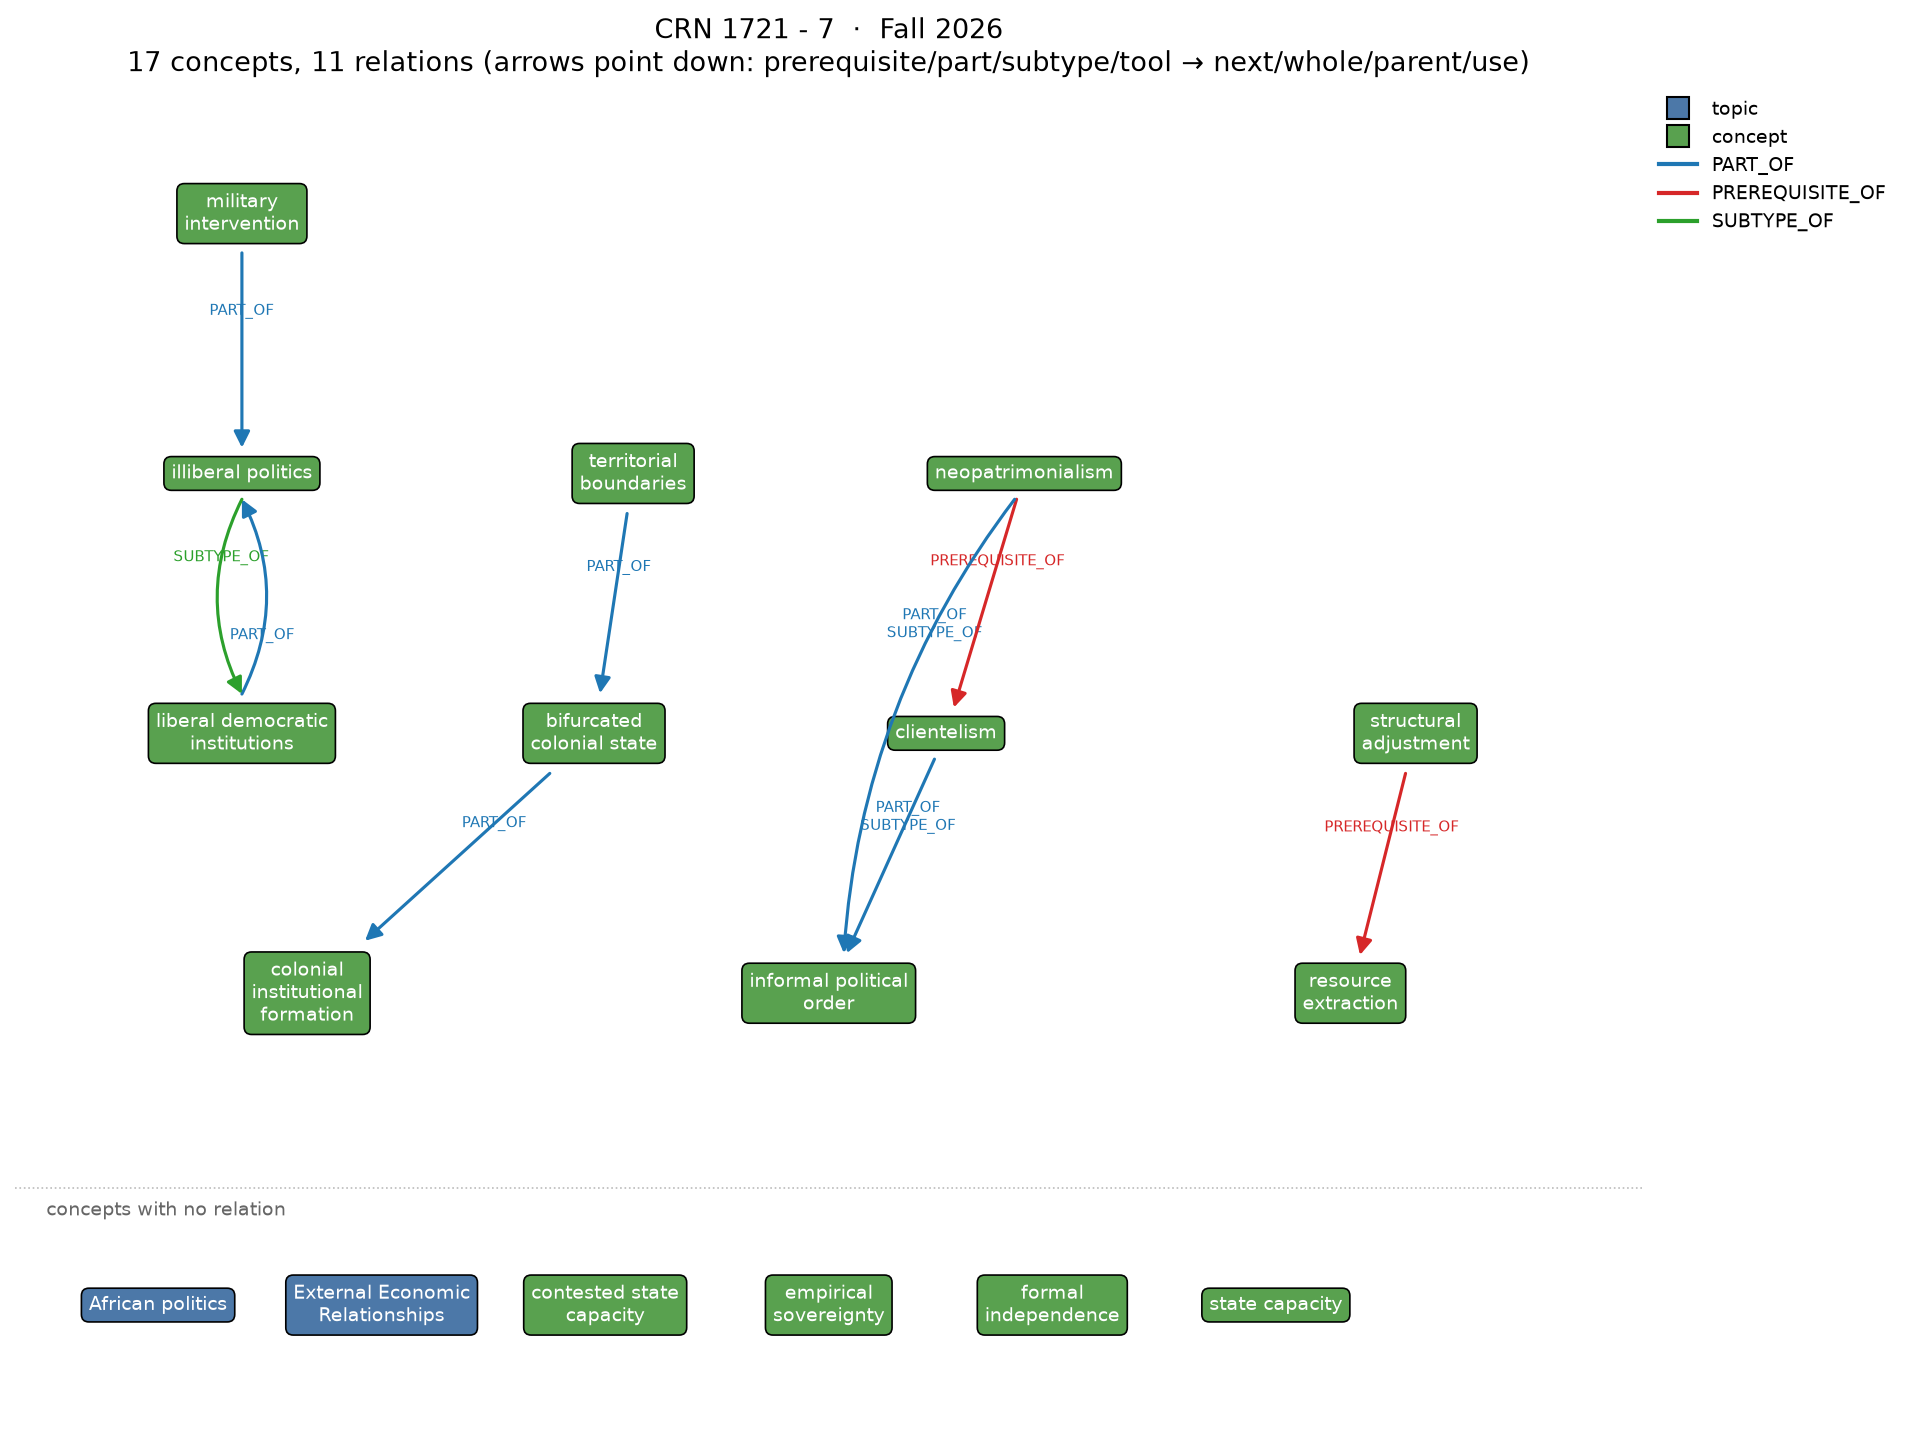 CRN 1721 - 7  ·  Fall 2026
17 concepts, 11 relations (arrows point down: prerequisite/part/subtype/tool → next/whole/parent/use)
topic
concept
PART_OF
PREREQUISITE_OF
SUBTYPE_OF
military
intervention
PART_OF
illiberal politics
territorial
boundaries
neopatrimonialism
SUBTYPE_OF
PART_OF
PART_OF
PREREQUISITE_OF
PART_OF
SUBTYPE_OF
liberal democratic
institutions
bifurcated
colonial state
clientelism
structural
adjustment
PART_OF
PART_OF
SUBTYPE_OF
PREREQUISITE_OF
colonial
institutional
formation
informal political
order
resource
extraction
concepts with no relation
African politics
External Economic
Relationships
contested state
capacity
empirical
sovereignty
formal
independence
state capacity